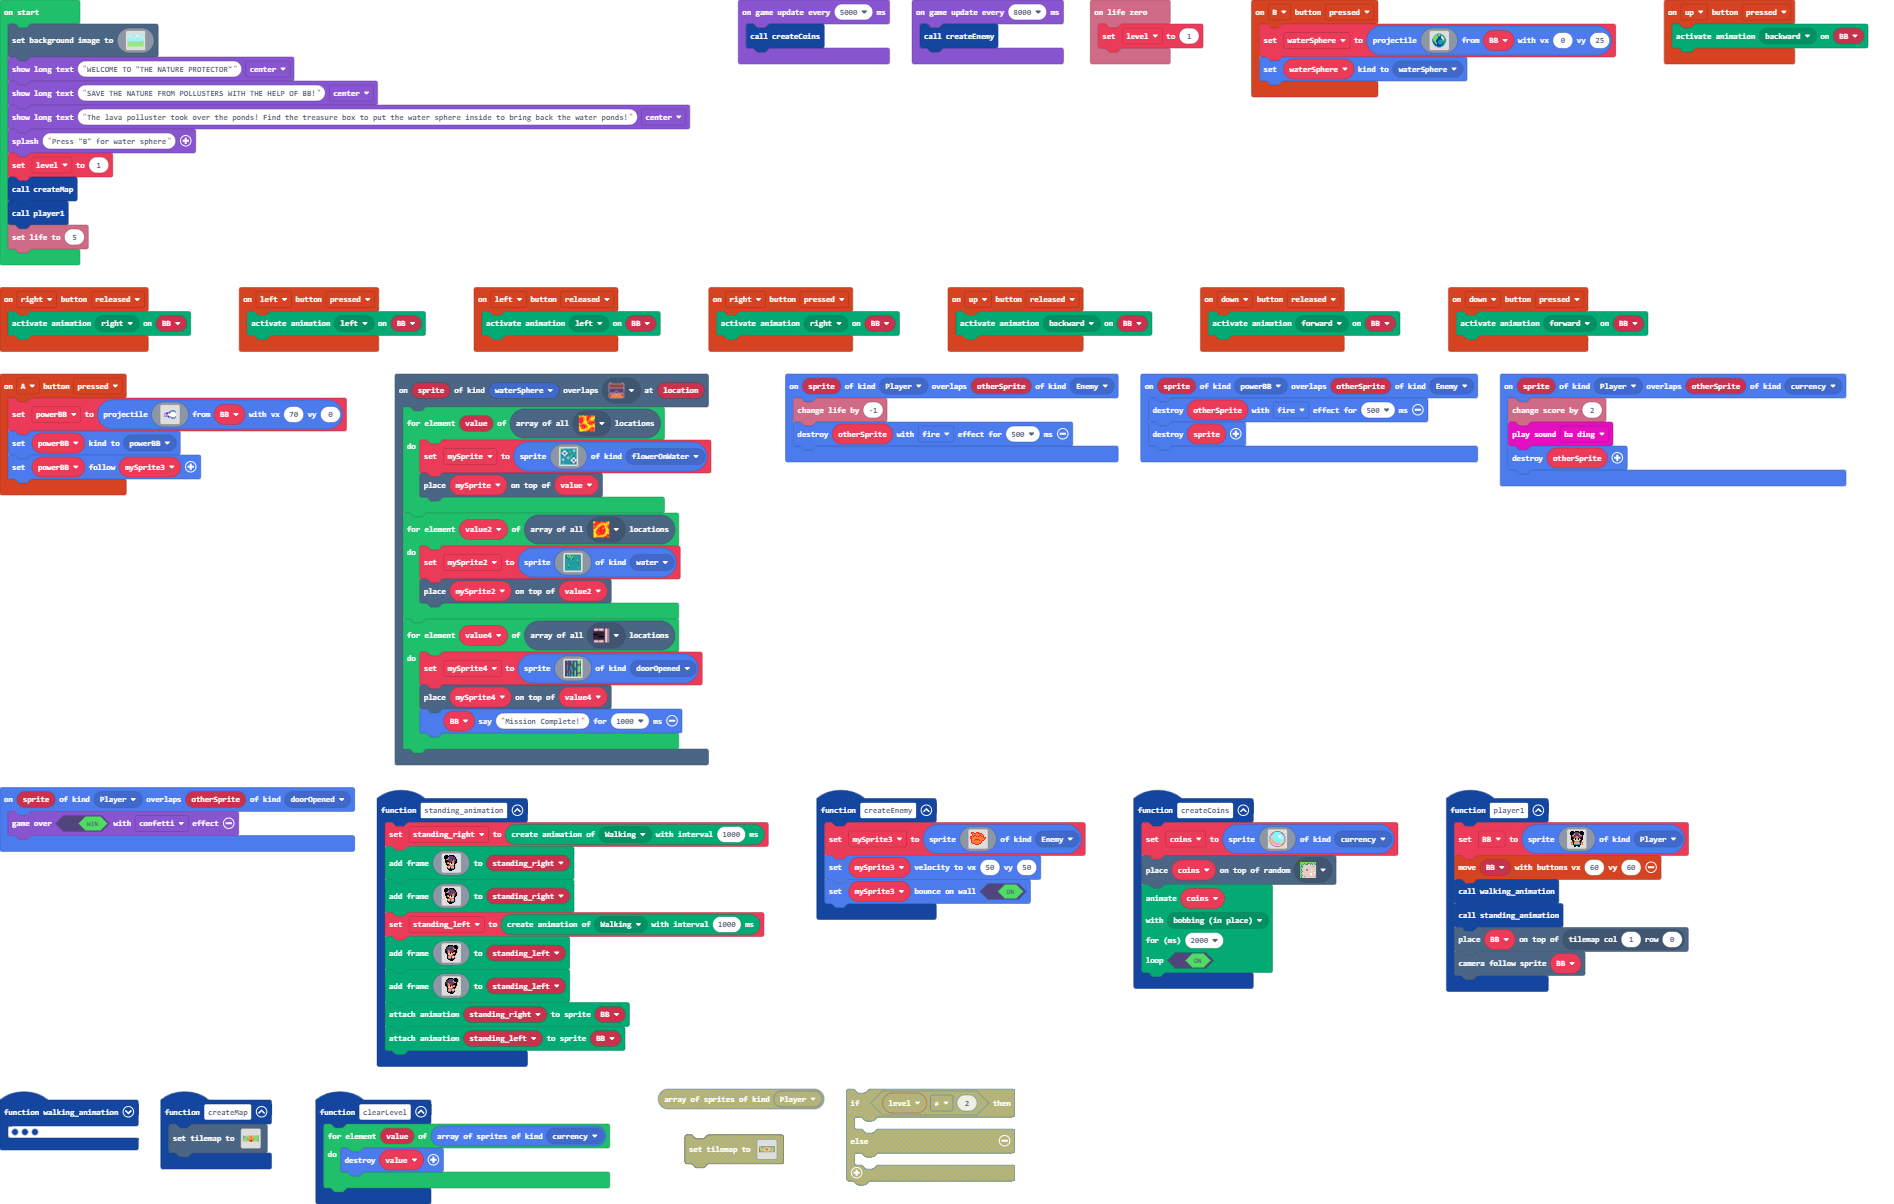 on start
set background image to
show long text "WELCOME TO "THE NATURE PROTECTOR"" center
show long text "SAVE THE NATURE FROM POLLUSTERS WITH THE HELP OF BB!" center
show long text "The lava polluster took over the ponds! Find the treasure box to put the water sphere inside to bring back the water ponds!" center
splash "Press "B" for water sphere"
set level to 1
call createMap
call player1
set life to 5
on game update every 5000 ms
call createCoins
on game update every 8000 ms
call createEnemy
on life zero
set level to 1
on B button pressed
set waterSphere to projectile from BB with vx 0 vy 25
set waterSphere kind to waterSphere
on up button pressed
activate animation backward on BB
on right button released
activate animation right on BB
on left button pressed
activate animation left on BB
on left button released
activate animation left on BB
on right button pressed
activate animation right on BB
on up button released
activate animation backward on BB
on down button released
activate animation forward on BB
on down button pressed
activate animation forward on BB
on A button pressed
set powerBB to projectile from BB with vx 70 vy 0
set powerBB kind to powerBB
set powerBB follow mySprite3
on sprite of kind waterSphere overlaps at location
for element value of array of all locations
do
set mySprite to sprite of kind flowerOnWater
place mySprite on top of value
for element value2 of array of all locations
do
set mySprite2 to sprite of kind water
place mySprite2 on top of value2
for element value4 of array of all locations
do
set mySprite4 to sprite of kind doorOpened
place mySprite4 on top of value4
BB say "Mission Complete!" for 1000 ms
on sprite of kind Player overlaps otherSprite of kind Enemy
change life by -1
destroy otherSprite with fire effect for 500 ms
on sprite of kind powerBB overlaps otherSprite of kind Enemy
destroy otherSprite with fire effect for 500 ms
destroy sprite
on sprite of kind Player overlaps otherSprite of kind currency
change score by 2
play sound ba ding
destroy otherSprite
on sprite of kind Player overlaps otherSprite of kind doorOpened
game over WIN with confetti effect
function standing_animation
set standing_right to create animation of Walking with interval 1000 ms
add frame to standing_right
add frame to standing_right
set standing_left to create animation of Walking with interval 1000 ms
add frame to standing_left
add frame to standing_left
attach animation standing_right to sprite BB
attach animation standing_left to sprite BB
function createEnemy
set mySprite3 to sprite of kind Enemy
set mySprite3 velocity to vx 50 vy 50
set mySprite3 bounce on wall ON
function createCoins
set coins to sprite of kind currency
place coins on top of random
animate coins
with bobbing (in place)
for (ms) 2000
loop ON
function player1
set BB to sprite of kind Player
move BB with buttons vx 60 vy 60
call walking_animation
call standing_animation
place BB on top of tilemap col 1 row 0
camera follow sprite BB
function walking_animation
function createMap
set tilemap to
function clearLevel
for element value of array of sprites of kind currency
do
destroy value
array of sprites of kind Player
set tilemap to
if level ≠ 2 then
else